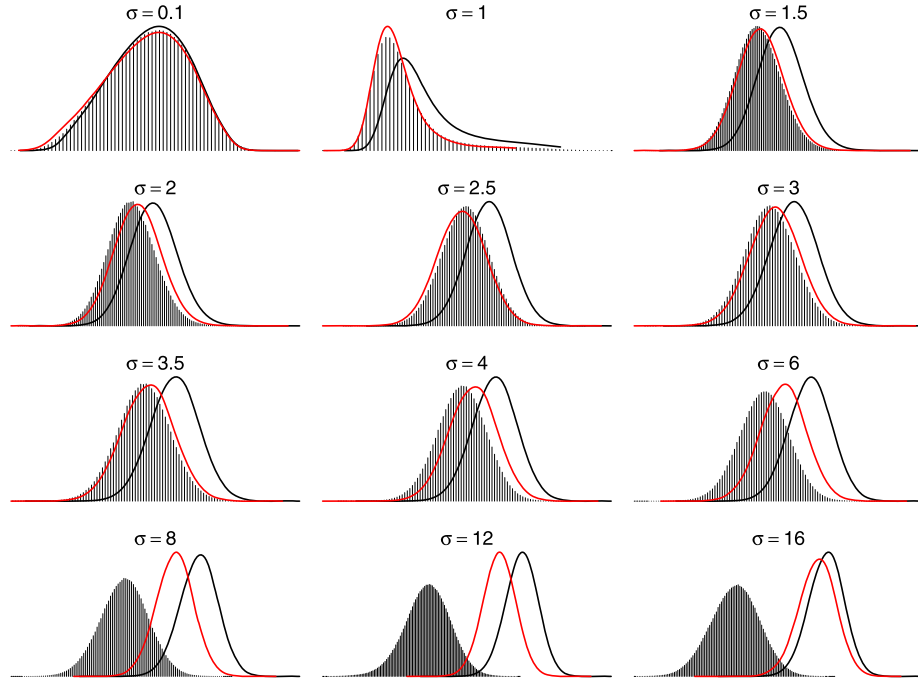 σ = 0.1
σ = 1
σ = 1.5
σ = 2
σ = 2.5
σ = 3
σ = 3.5
σ = 4
σ = 6
σ = 8
σ = 12
σ = 16